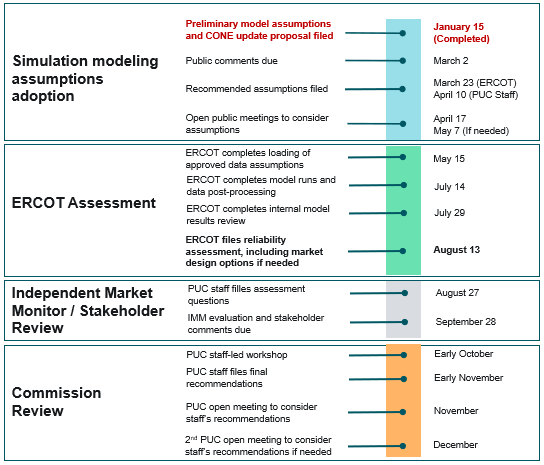 Simulation modeling
assumptions
adoption
Preliminary model assumptions
and CONE update proposal filed
January 15
(Completed)
Public comments due
March 2
Recommended assumptions filed
March 23 (ERCOT)
April 10 (PUC Staff)
Open public meetings to consider
assumptions
April 17
May 7 (If needed)
ERCOT Assessment
ERCOT completes loading of
approved data assumptions
May 15
ERCOT completes model runs and
data post-processing
July 14
ERCOT completes internal model
results review
July 29
ERCOT files reliability
assessment, including market
design options if needed
August 13
Independent Market
Monitor / Stakeholder
Review
PUC staff filles assessment
questions
August 27
IMM evaluation and stakeholder
comments due
September 28
Commission
Review
PUC staff-led workshop
Early October
PUC staff files final
recommendations
Early November
PUC open meeting to consider
staff's recommendations
November
2nd PUC open meeting to consider
staff's recommendations if needed
December